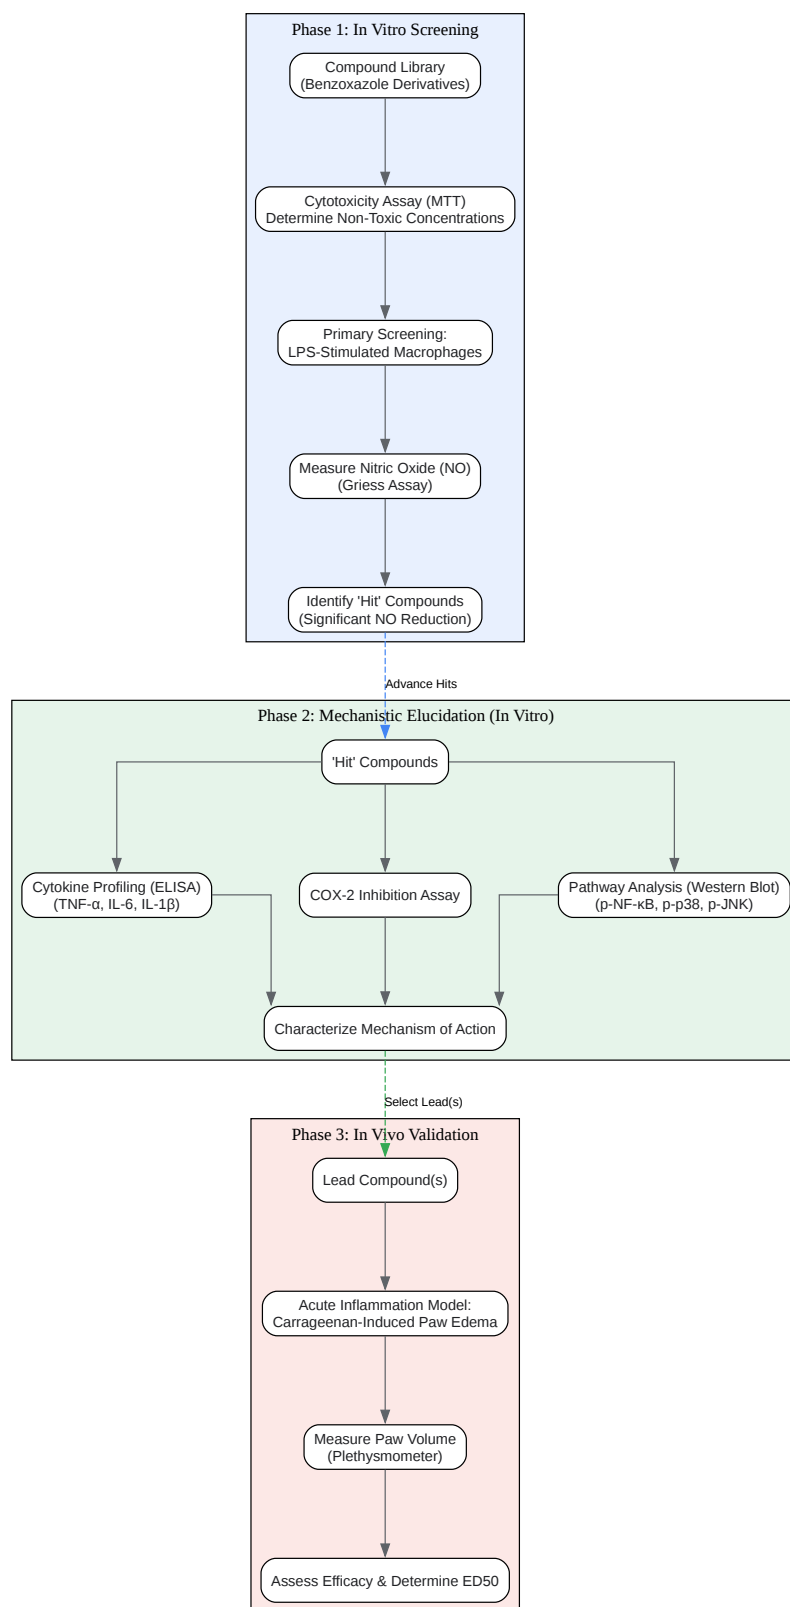 Phase 1: In Vitro Screening
Compound Library
(Benzoxazole Derivatives)
Cytotoxicity Assay (MTT)
Determine Non-Toxic Concentrations
Primary Screening:
LPS-Stimulated Macrophages
Measure Nitric Oxide (NO)
(Griess Assay)
Identify 'Hit' Compounds
(Significant NO Reduction)
Advance Hits
Phase 2: Mechanistic Elucidation (In Vitro)
'Hit' Compounds
Cytokine Profiling (ELISA)
(TNF-α, IL-6, IL-1β)
COX-2 Inhibition Assay
Pathway Analysis (Western Blot)
(p-NF-κB, p-p38, p-JNK)
Characterize Mechanism of Action
Select Lead(s)
Phase 3: In Vivo Validation
Lead Compound(s)
Acute Inflammation Model:
Carrageenan-Induced Paw Edema
Measure Paw Volume
(Plethysmometer)
Assess Efficacy & Determine ED50